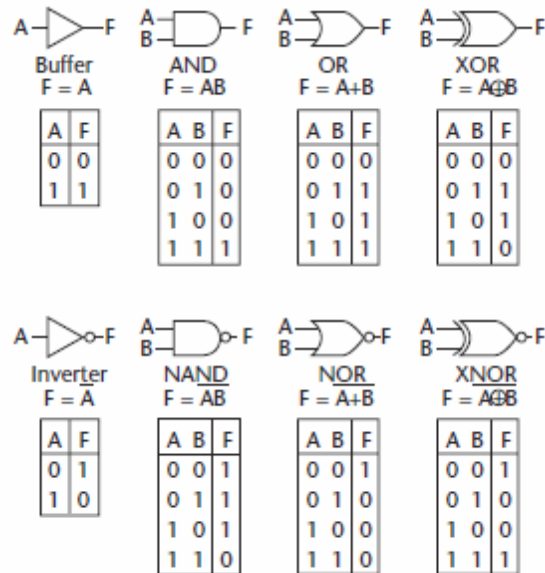 A F A B F A B F A B F
Buffer AND OR XOR
F = A F = AB F = A+B F = A⊕B
A F A B F A B F A B F
0 0 0 0 0 0 0 0 0 0 0
1 1 0 1 0 0 1 1 0 1 1
1 0 0 1 0 1 1 0 1
1 1 1 1 1 1 1 1 0
A F A B F A B F A B F
Inverter NAND NOR XNOR
F = A̅ F = A̅B̅ F = A̅+̅B̅ F = A̅⊕̅B̅
A F A B F A B F A B F
0 1 0 0 1 0 0 1 0 0 1
1 0 0 1 1 0 1 0 0 1 0
1 0 1 1 0 0 1 0 0
1 1 0 1 1 0 1 1 1